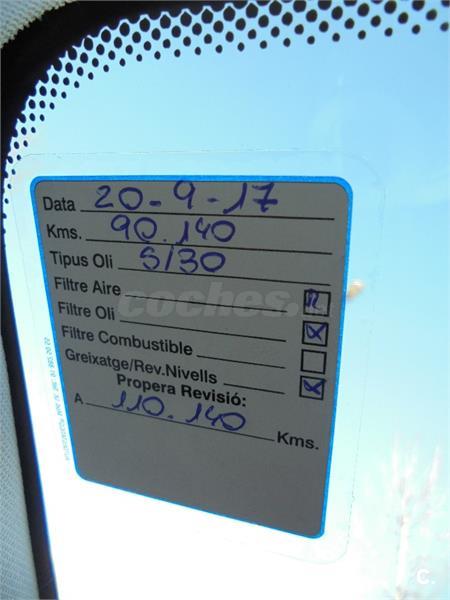 Data 20-9-17
Kms. 90.140
Tipus Oli 5/30
Filtre Aire
Filtre Oli
Filtre Combustible
Greixatge/Rev.Nivells
Propera Revisió:
A 110.140 Kms.
coches.net